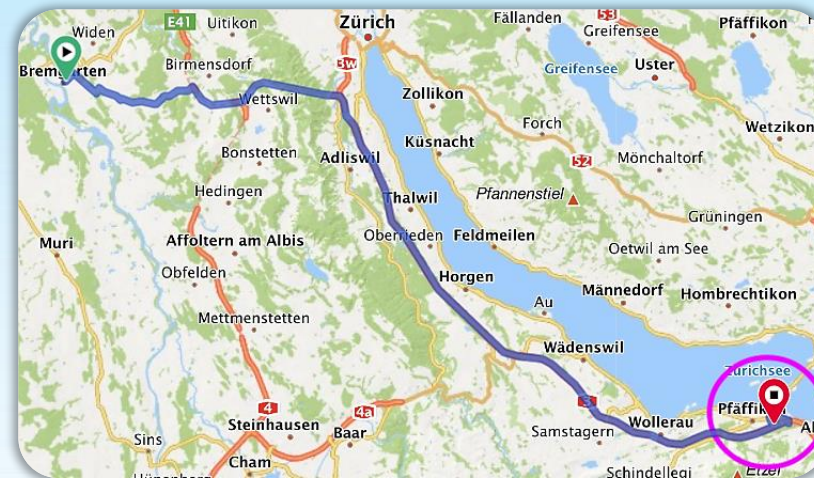 Widen
E41
Uitikon
Zürich
Fällanden
53
Greifensee
Pfäffikon
Bremgarten
Birmensdorf
3w
Greifensee
Uster
Wettswil
Zollikon
Forch
Wetzikon
Bonstetten
Adliswil
Küsnacht
52
Mönchaltorf
Hedingen
Thalwil
Pfannenstiel
Grüningen
Muri
Affoltern am Albis
Oberrieden
Feldmeilen
Oetwil am See
Obfelden
Horgen
Au
Männedorf
Hombrechtikon
Mettmenstetten
Wädenswil
Zürichsee
4
4a
3
Pfäffikon
Steinhausen
Baar
Samstagern
Wollerau
Sins
Cham
Schindellegi
Etzel